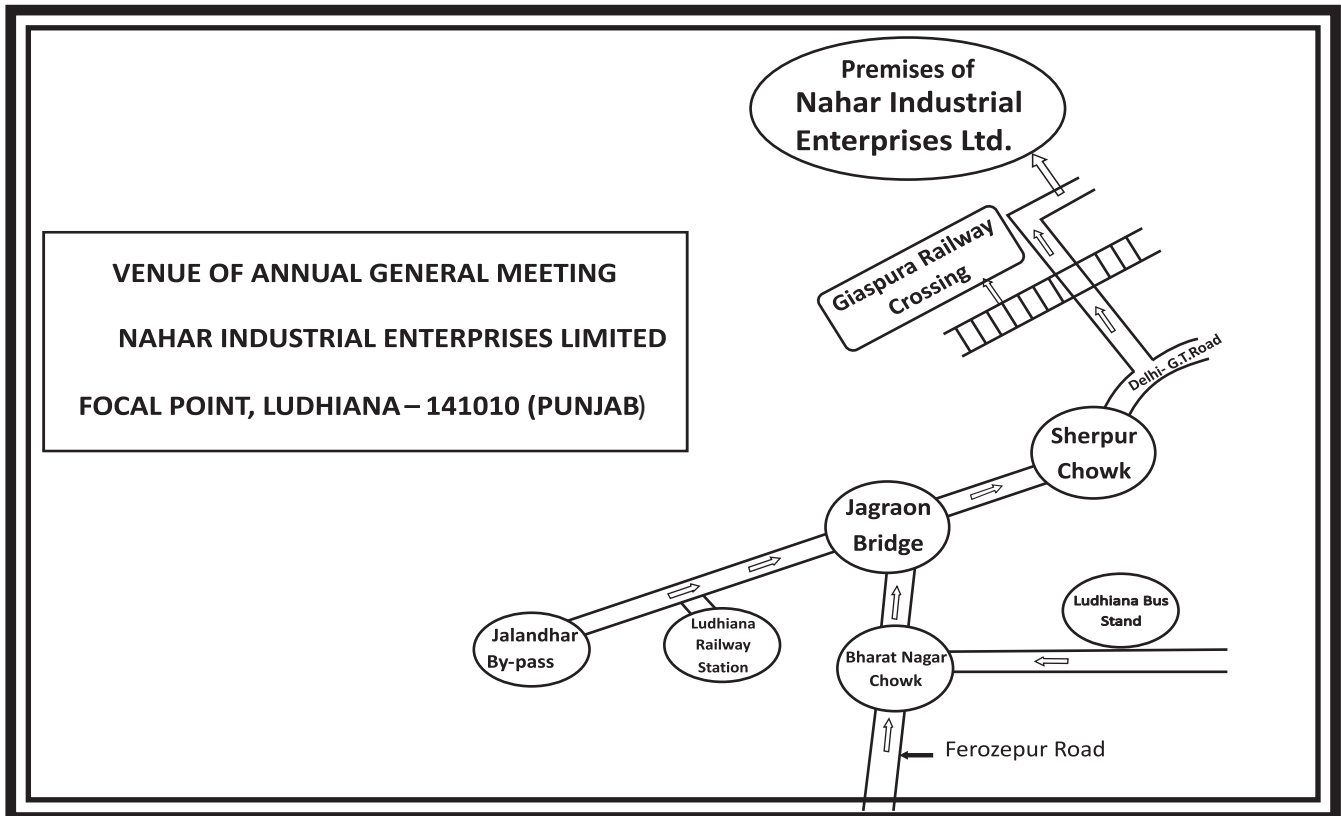 Premises of
Nahar Industrial
Enterprises Ltd.
VENUE OF ANNUAL GENERAL MEETING
NAHAR INDUSTRIAL ENTERPRISES LIMITED
FOCAL POINT, LUDHIANA – 141010 (PUNJAB)
Giaspura Railway
Crossing
Delhi- G.T.Road
Sherpur
Chowk
Jagraon
Bridge
Ludhiana Bus
Stand
Jalandhar
By-pass
Ludhiana
Railway
Station
Bharat Nagar
Chowk
Ferozepur Road